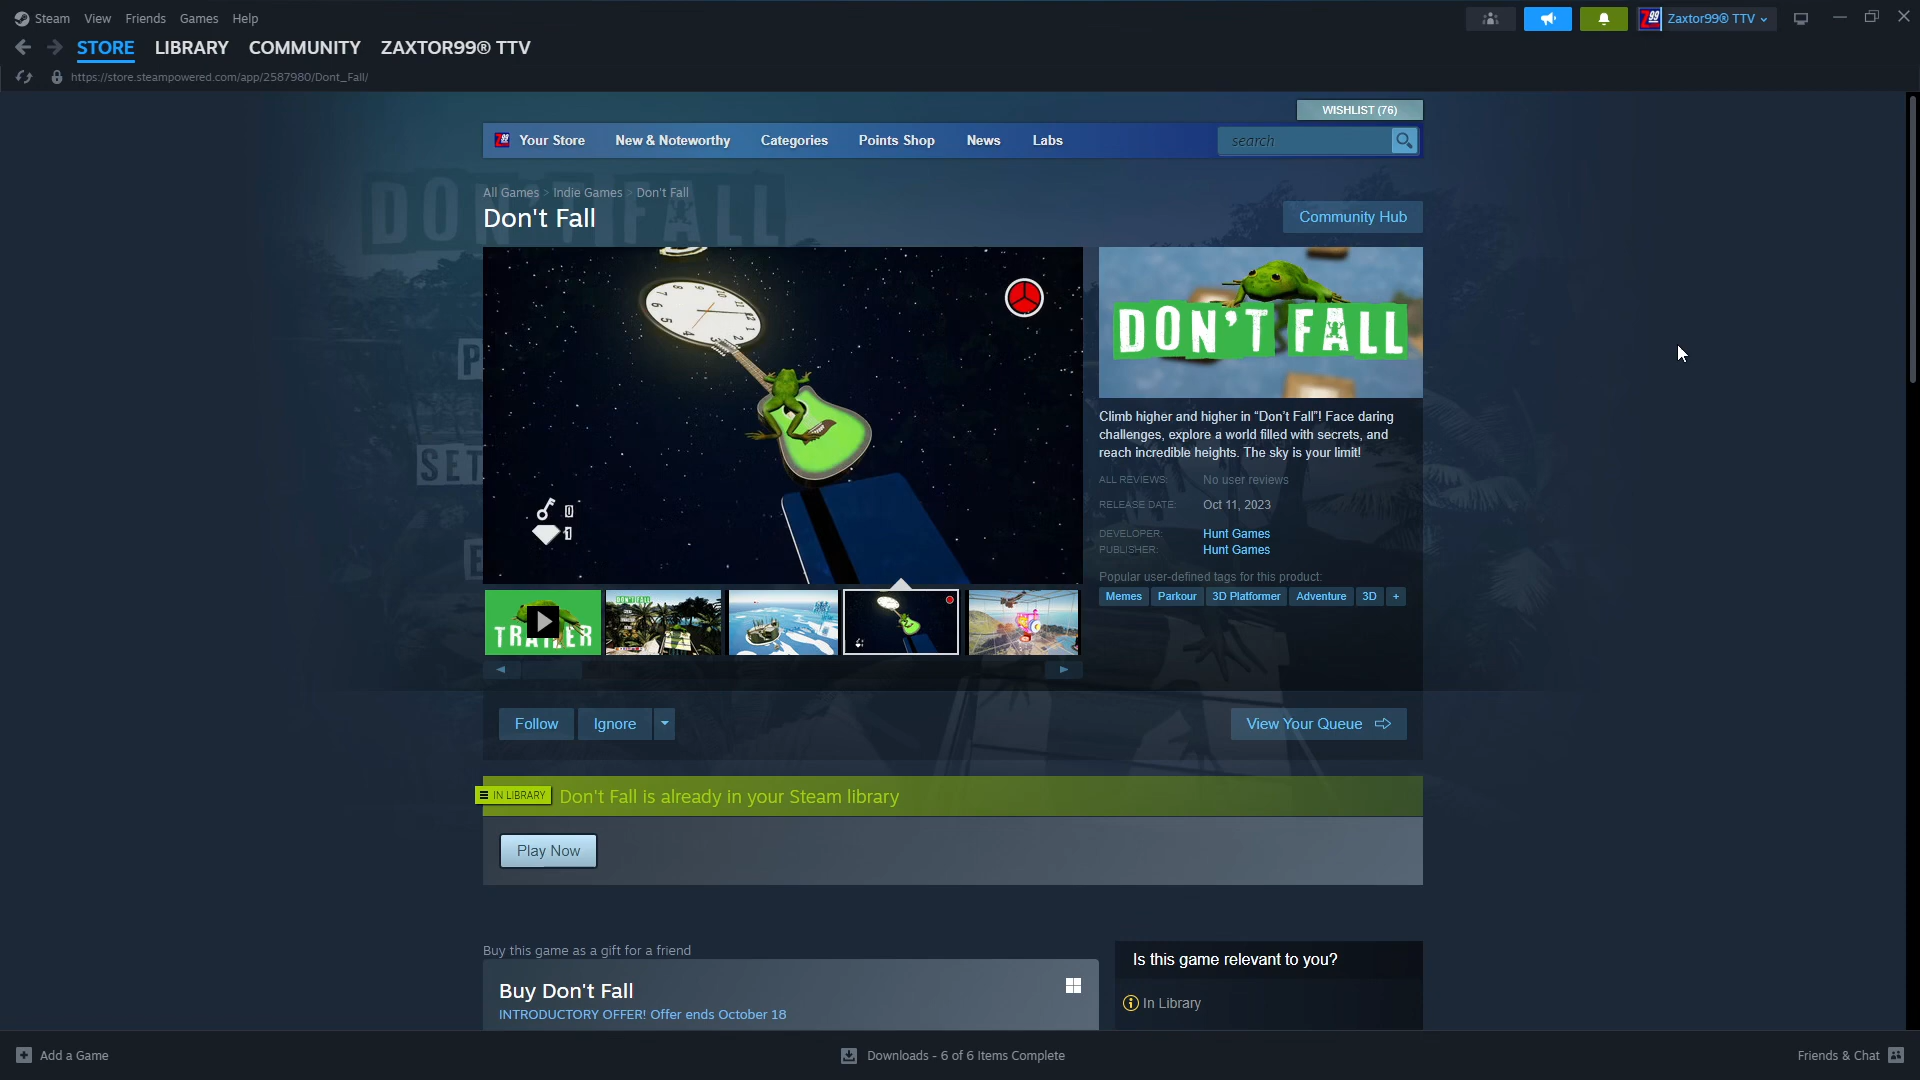 Steam View Friends Games Help
Zaxtor99® TTV
STORE LIBRARY COMMUNITY ZAXTOR99® TTV
https://store.steampowered.com/app/2587980/Dont_Fall/
WISHLIST (76)
Your Store New & Noteworthy Categories Points Shop News Labs search
All Games > Indie Games > Don't Fall
Don't Fall
Community Hub
DON'T FALL
Climb higher and higher in “Don’t Fall”! Face daring
challenges, explore a world filled with secrets, and
reach incredible heights. The sky is your limit!
ALL REVIEWS: No user reviews
RELEASE DATE: Oct 11, 2023
DEVELOPER: Hunt Games
PUBLISHER: Hunt Games
Popular user-defined tags for this product:
Memes Parkour 3D Platformer Adventure 3D +
0
1
TRAILER
Follow Ignore View Your Queue
IN LIBRARY Don't Fall is already in your Steam library
Play Now
Buy this game as a gift for a friend
Buy Don't Fall
INTRODUCTORY OFFER! Offer ends October 18
Is this game relevant to you?
In Library
Add a Game Downloads - 6 of 6 Items Complete Friends & Chat